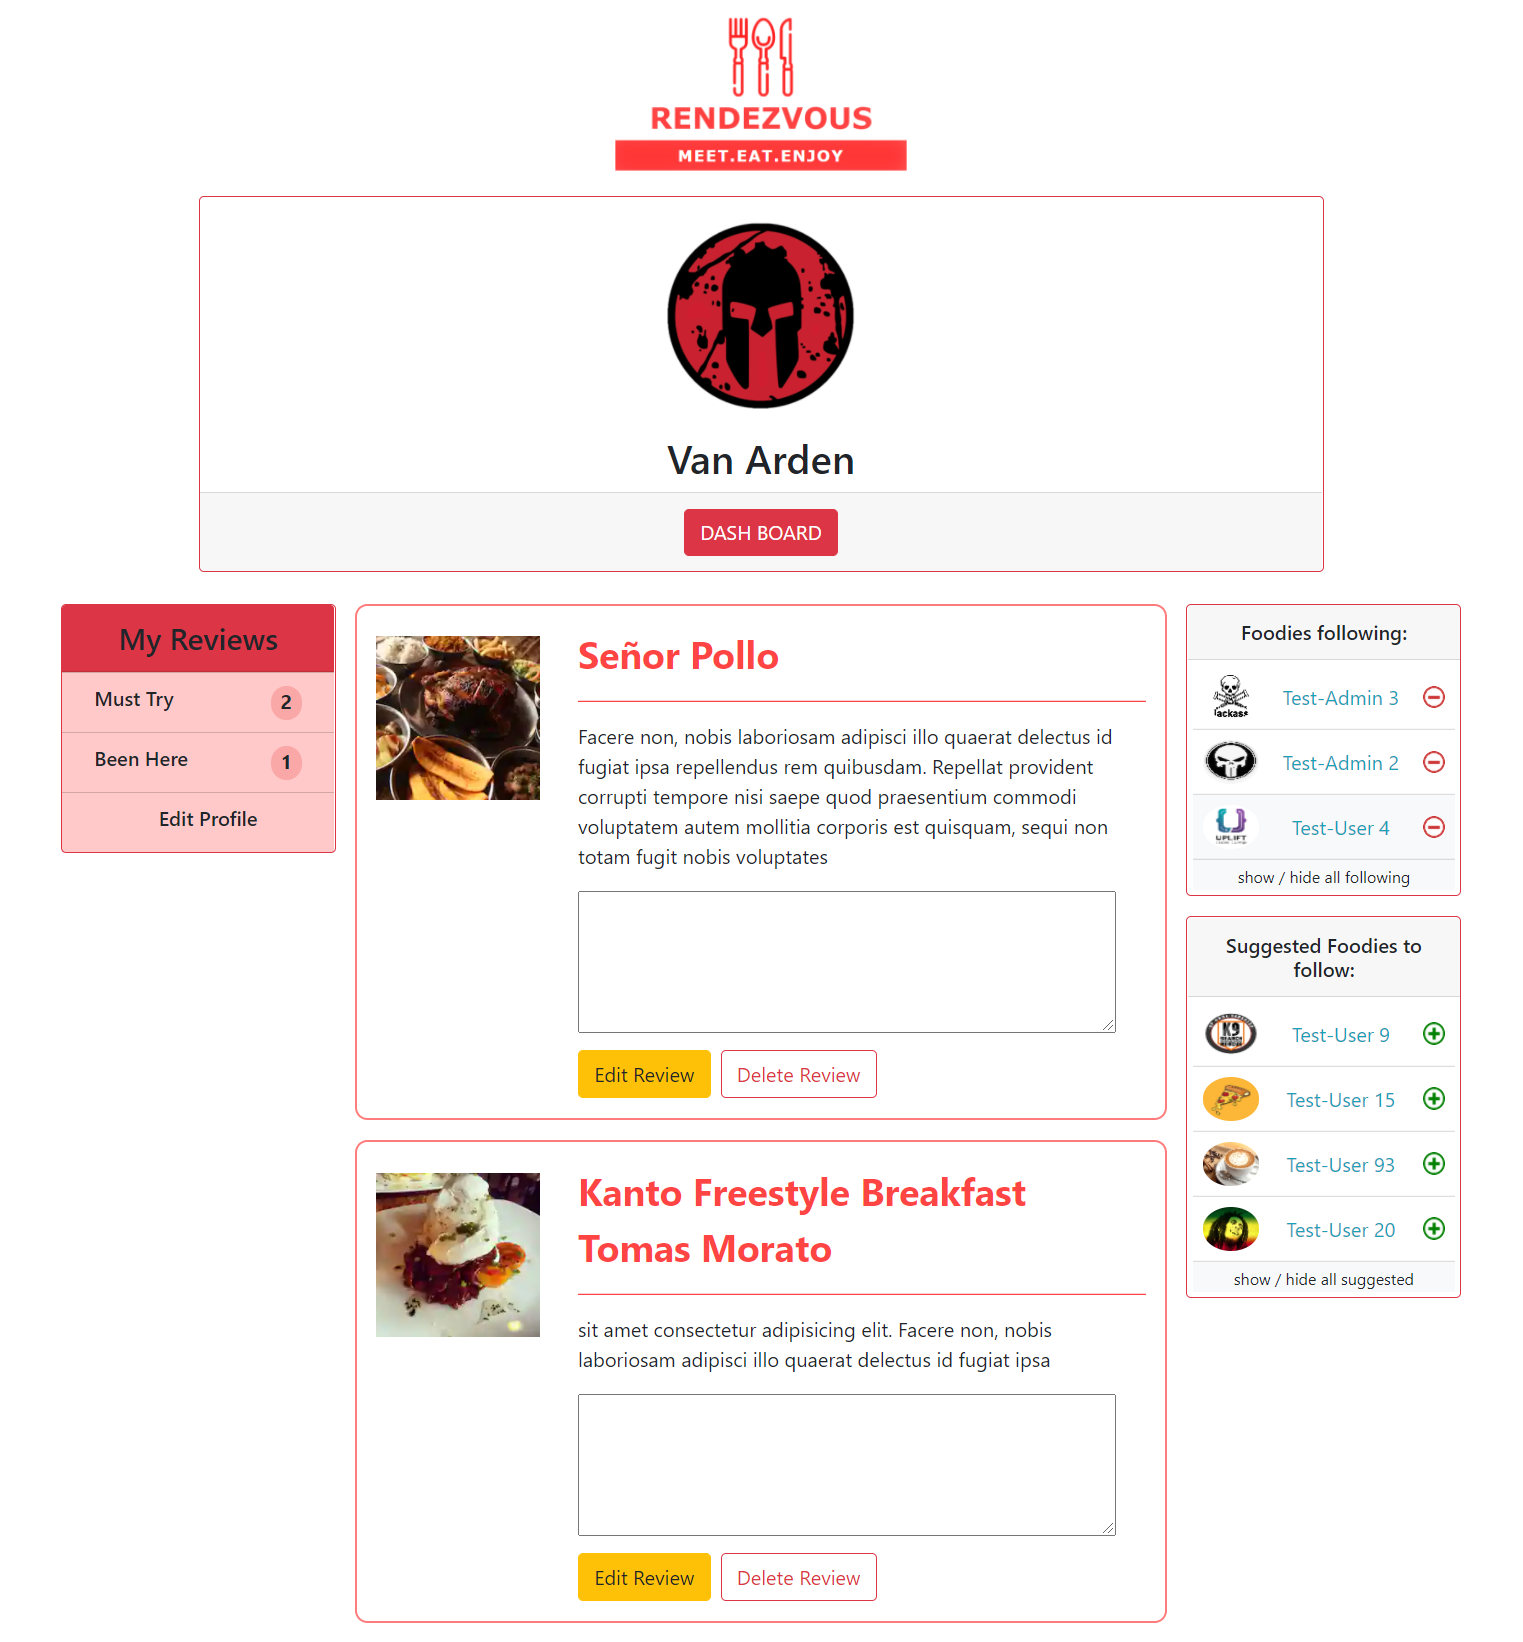 RENDEZVOUS
MEET.EAT.ENJOY
Van Arden
DASH BOARD
My Reviews
Must Try 2
Been Here 1
Edit Profile
Señor Pollo
Facere non, nobis laboriosam adipisci illo quaerat delectus id
fugiat ipsa repellendus rem quibusdam. Repellat provident
corrupti tempore nisi saepe quod praesentium commodi
voluptatem autem mollitia corporis est quisquam, sequi non
totam fugit nobis voluptates
Edit Review Delete Review
Kanto Freestyle Breakfast
Tomas Morato
sit amet consectetur adipisicing elit. Facere non, nobis
laboriosam adipisci illo quaerat delectus id fugiat ipsa
Edit Review Delete Review
Foodies following:
jackass
Test-Admin 3
Test-Admin 2
UPLIFT
Test-User 4
show / hide all following
Suggested Foodies to
follow:
K9
SEARCH
Test-User 9
Test-User 15
Test-User 93
Test-User 20
show / hide all suggested